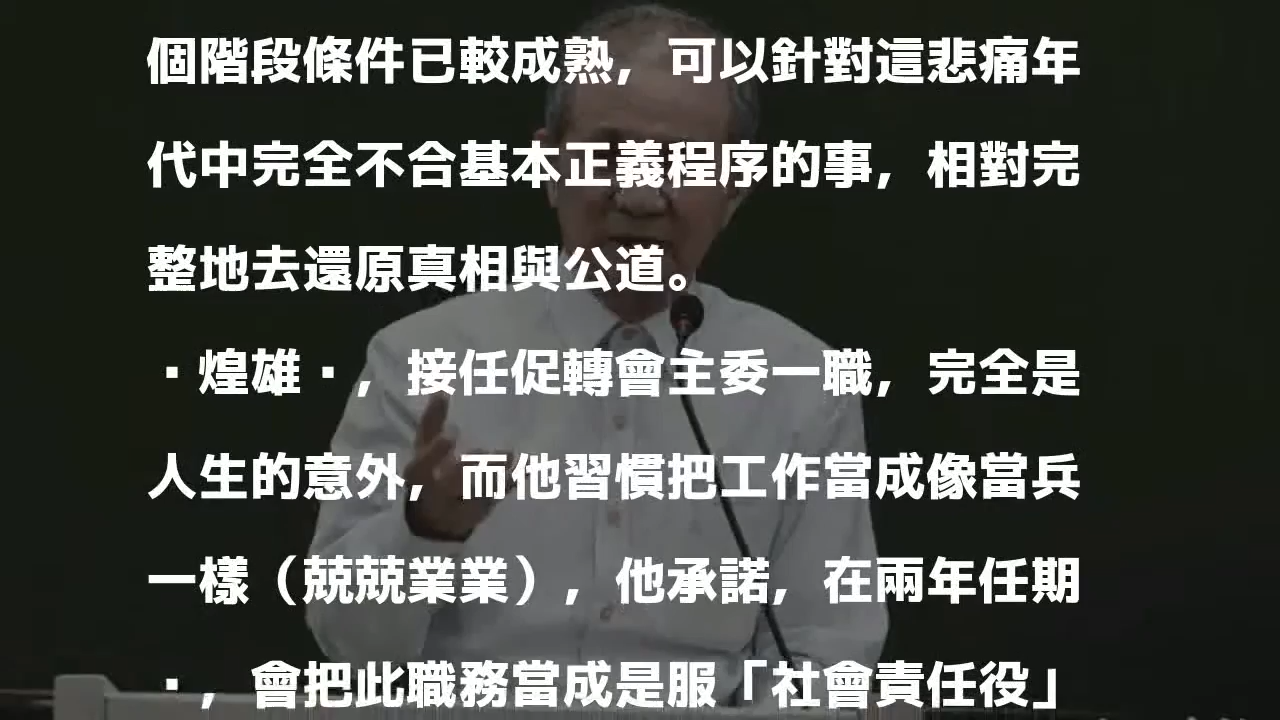 個階段條件已較成熟，可以針對這悲痛年
代中完全不合基本正義程序的事，相對完
整地去還原真相與公道。
·煌雄·，接任促轉會主委一職，完全是
人生的意外，而他習慣把工作當成像當兵
一樣（兢兢業業），他承諾，在兩年任期
·，會把此職務當成是服「社會責任役」